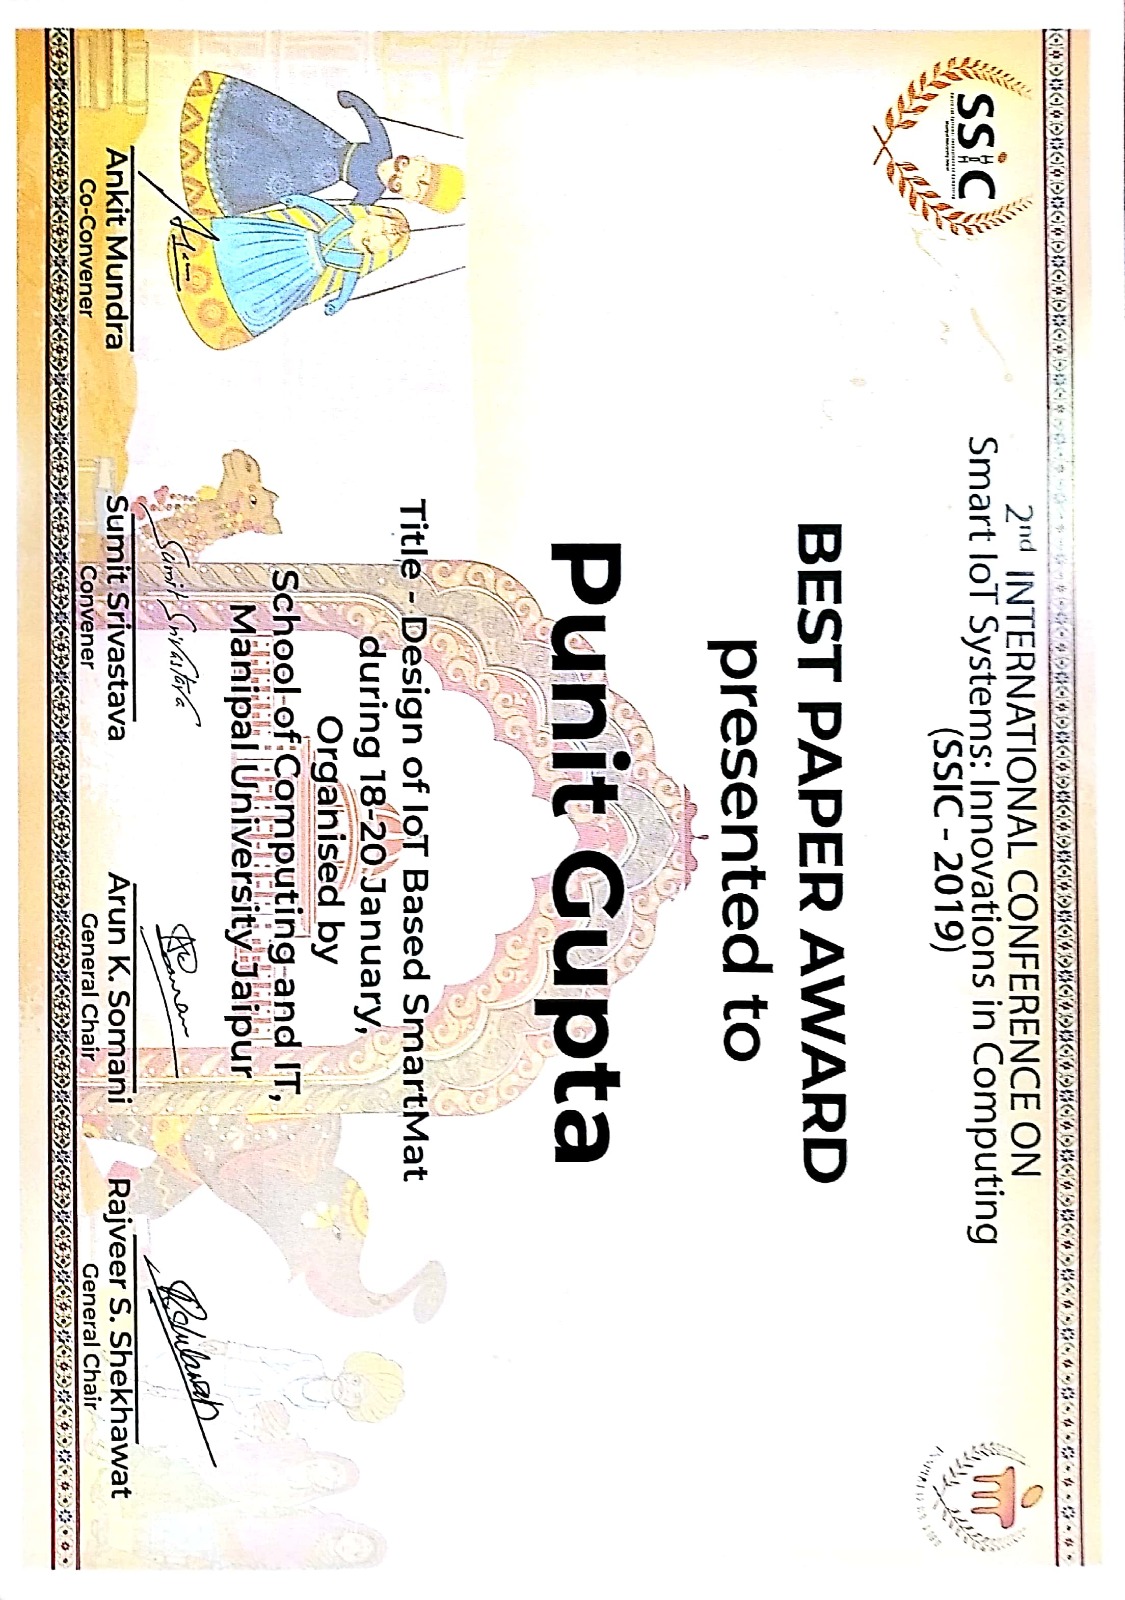 SSiC
2nd INTERNATIONAL CONFERENCE ON
Smart IoT Systems: Innovations in Computing
(SSIC - 2019)
BEST PAPER AWARD
presented to
Punit Gupta
Title - Design of IoT Based SmartMat
during 18-20 January,
Organised by
School of Computing and IT,
Manipal University Jaipur
Sumit Srivastava
Ankit Mundra
Co-Convener
Sumit Srivastava
Convener
Arun K. Somani
General Chair
Rajveer S. Shekhawat
General Chair